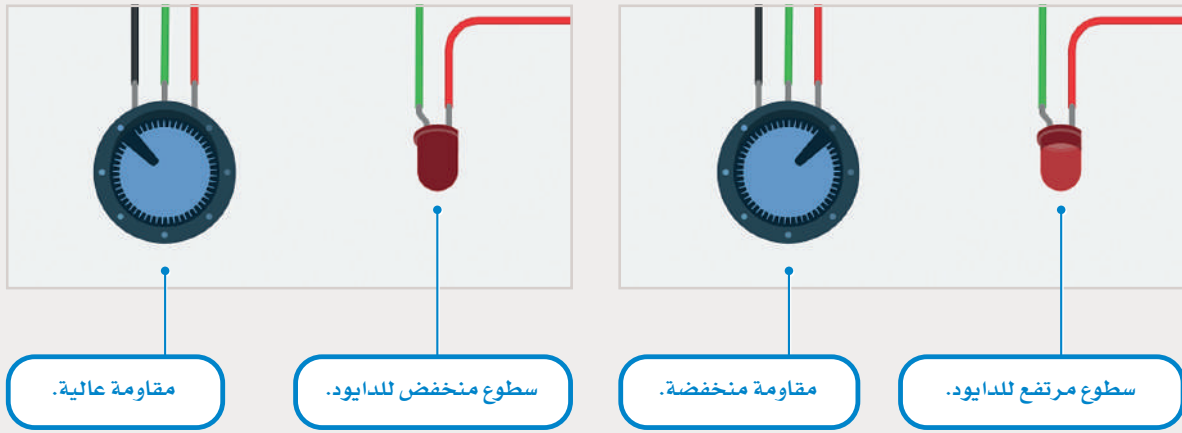 سطوع مرتفع للدايود.
مقاومة منخفضة.
سطوع منخفض للدايود.
مقاومة عالية.